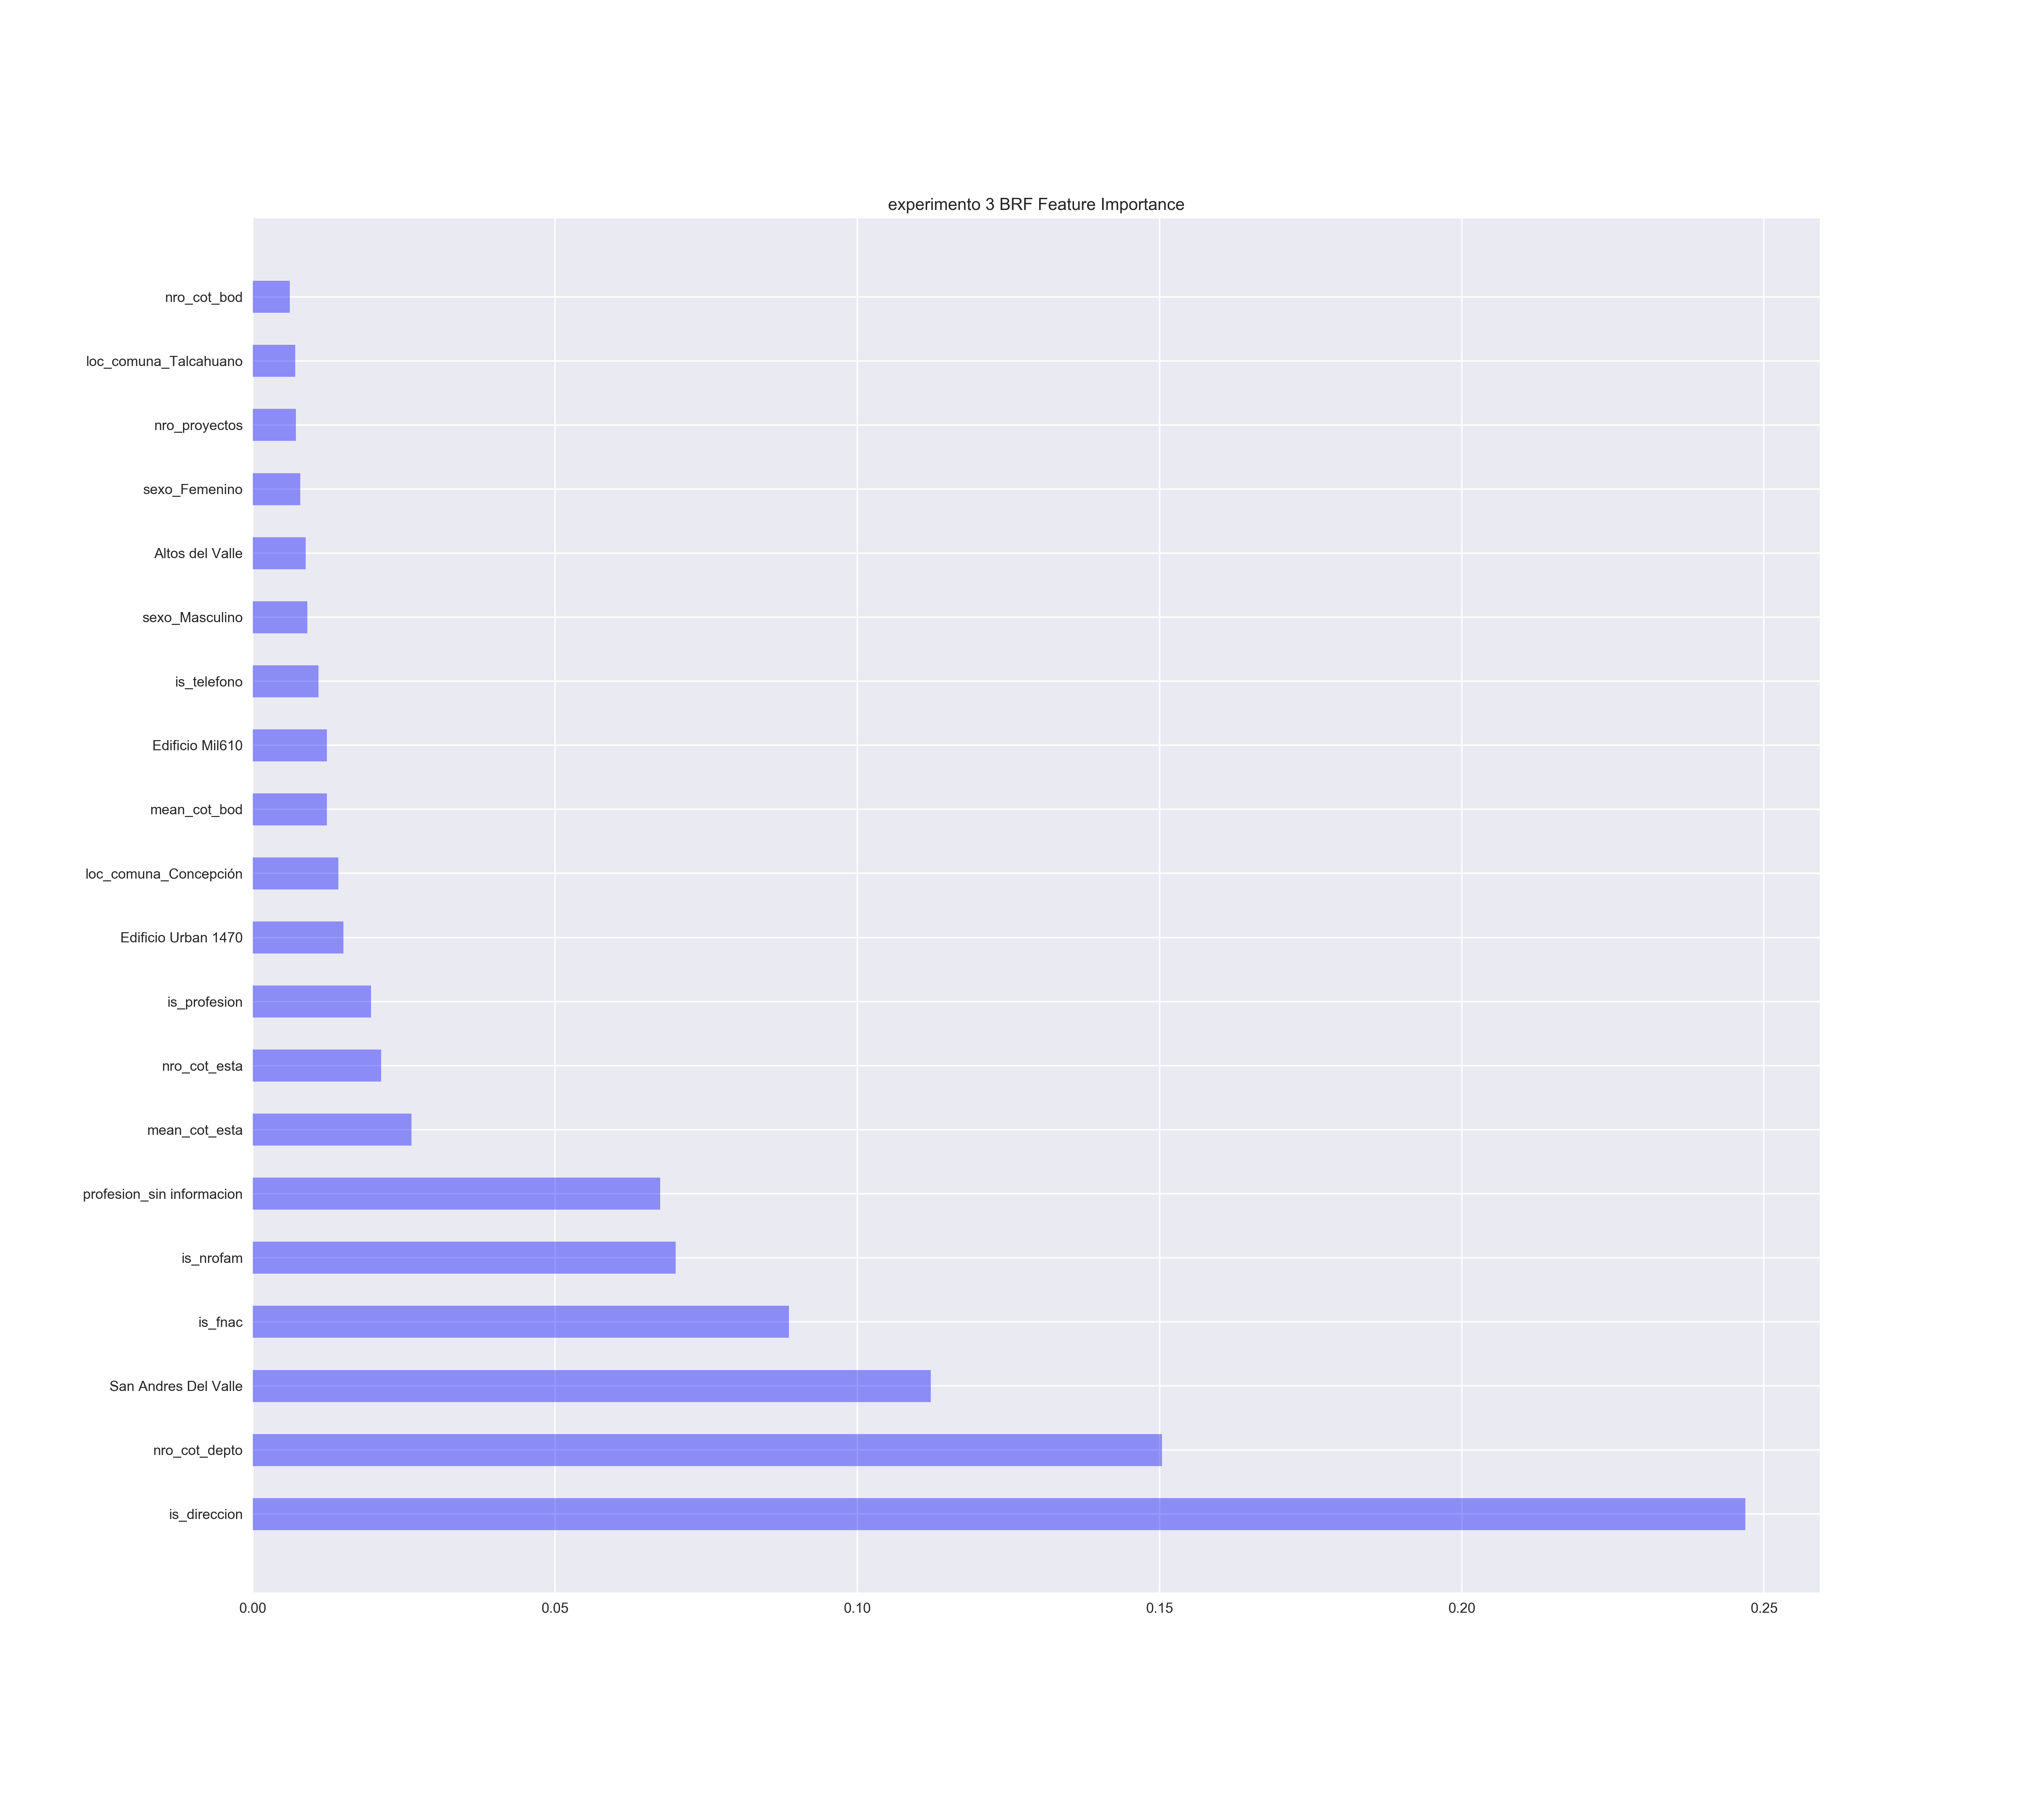 experimento 3 BRF Feature Importance
nro_cot_bod
loc_comuna_Talcahuano
nro_proyectos
sexo_Femenino
Altos del Valle
sexo_Masculino
is_telefono
Edificio Mil610
mean_cot_bod
loc_comuna_Concepción
Edificio Urban 1470
is_profesion
nro_cot_esta
mean_cot_esta
profesion_sin informacion
is_nrofam
is_fnac
San Andres Del Valle
nro_cot_depto
is_direccion
0.00 0.05 0.10 0.15 0.20 0.25